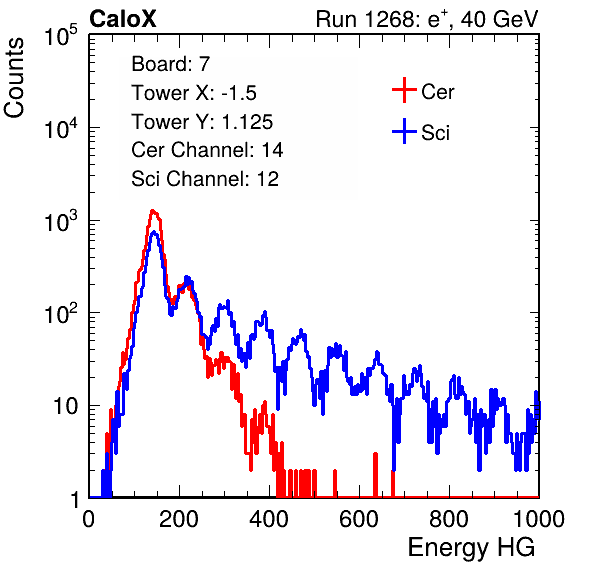 CaloX Run 1268: e⁺, 40 GeV
Counts
10⁵
10⁴
10³
10²
10
1
Board: 7
Tower X: -1.5
Tower Y: 1.125
Cer Channel: 14
Sci Channel: 12
Cer
Sci
0 200 400 600 800 1000
Energy HG